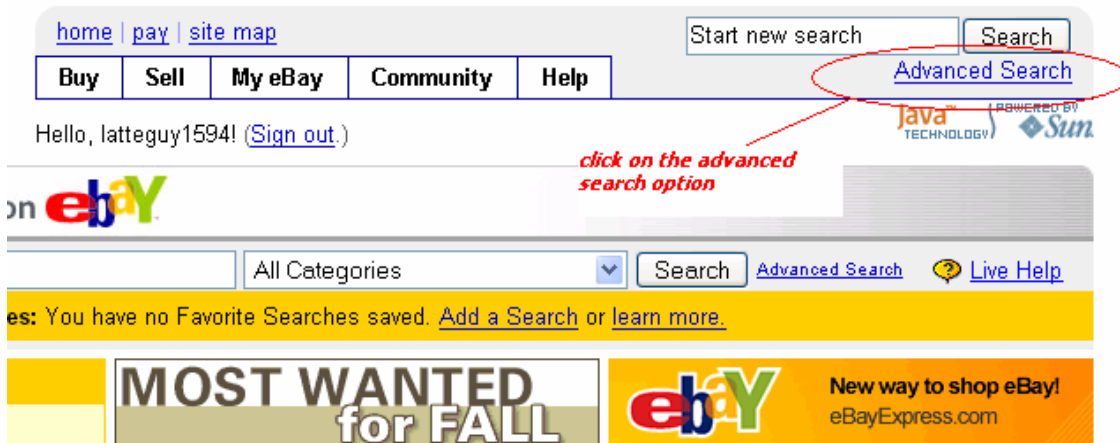 home | pay | site map
Start new search Search
Buy Sell My eBay Community Help
Advanced Search
Java™ TECHNOLOGY POWERED BY Sun
Hello, latteguy1594! (Sign out.)
click on the advanced
search option
on ebaY
All Categories Search Advanced Search Live Help
es: You have no Favorite Searches saved. Add a Search or learn more.
MOST WANTED
for FALL
ebaY
New way to shop eBay!
eBayExpress.com